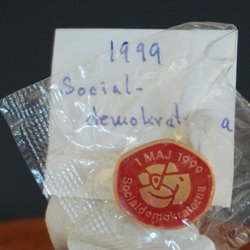 1999
Social-
demokrat a
1 MAJ 1999
Socialdemokraterna